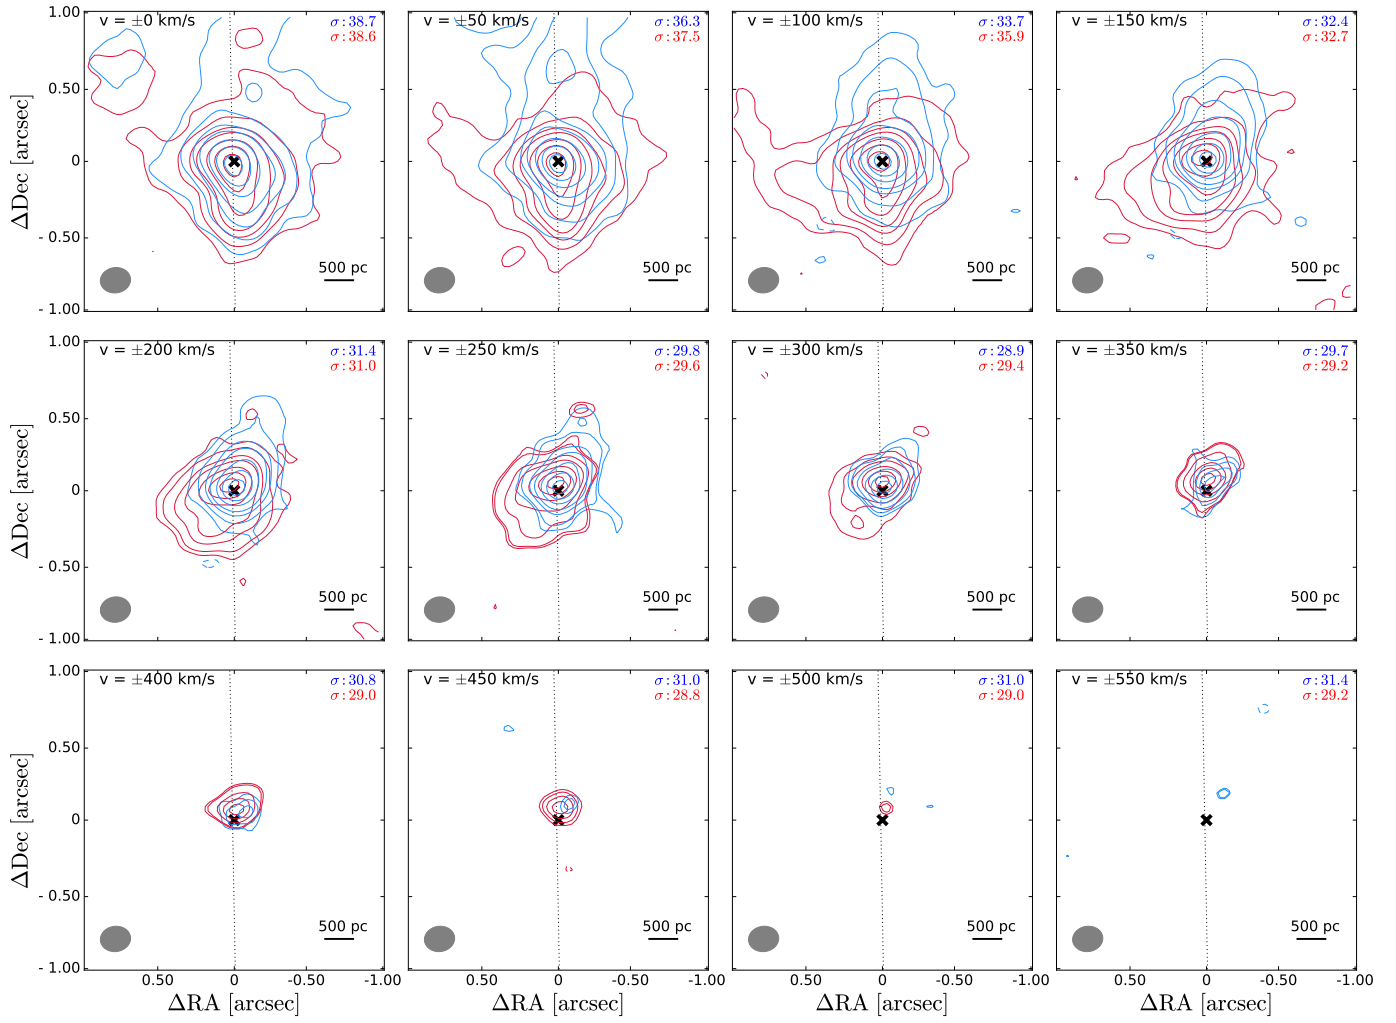 v = ±0 km/s
σ : 38.7
σ : 38.6
500 pc
v = ±50 km/s
σ : 36.3
σ : 37.5
500 pc
v = ±100 km/s
σ : 33.7
σ : 35.9
500 pc
v = ±150 km/s
σ : 32.4
σ : 32.7
500 pc
1.00
0.50
0
- 0.50
- 1.00
ΔDec [arcsec]
v = ±200 km/s
σ : 31.4
σ : 31.0
500 pc
v = ±250 km/s
σ : 29.8
σ : 29.6
500 pc
v = ±300 km/s
σ : 28.9
σ : 29.4
500 pc
v = ±350 km/s
σ : 29.7
σ : 29.2
500 pc
1.00
0.50
0
- 0.50
- 1.00
ΔDec [arcsec]
v = ±400 km/s
σ : 30.8
σ : 29.0
500 pc
v = ±450 km/s
σ : 31.0
σ : 28.8
500 pc
v = ±500 km/s
σ : 31.0
σ : 29.0
500 pc
v = ±550 km/s
σ : 31.4
σ : 29.2
500 pc
1.00
0.50
0
- 0.50
- 1.00
ΔDec [arcsec]
0.50 0 -0.50 -1.00
ΔRA [arcsec]
0.50 0 -0.50 -1.00
ΔRA [arcsec]
0.50 0 -0.50 -1.00
ΔRA [arcsec]
0.50 0 -0.50 -1.00
ΔRA [arcsec]